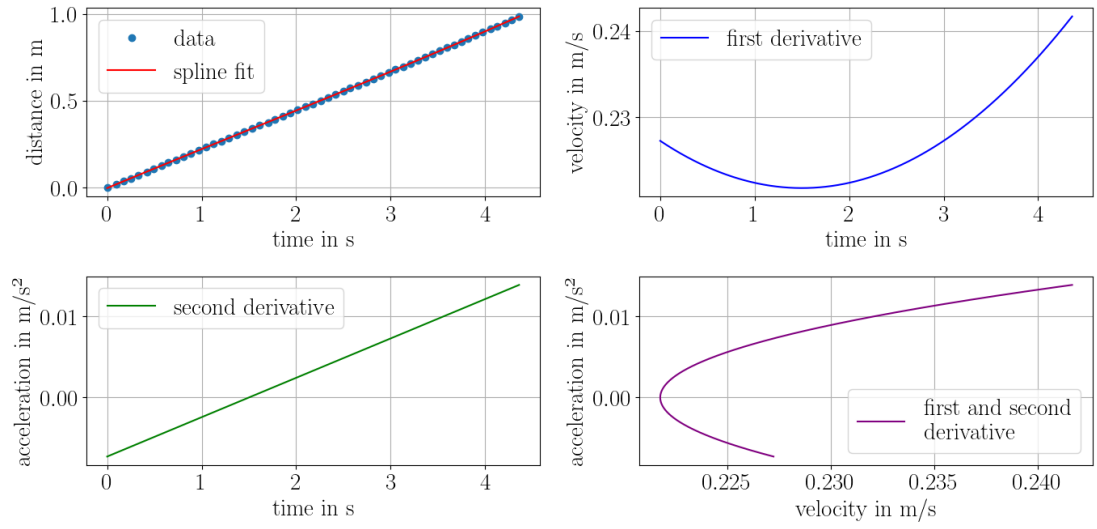 distance in m
1.0
0.5
0.0
data
spline fit
0
1
2
3
4
time in s
velocity in m/s
0.24
0.23
first derivative
0
1
2
3
4
time in s
acceleration in m/s²
0.01
0.00
second derivative
0
1
2
3
4
time in s
acceleration in m/s²
0.01
0.00
first and second
derivative
0.225
0.230
0.235
0.240
velocity in m/s